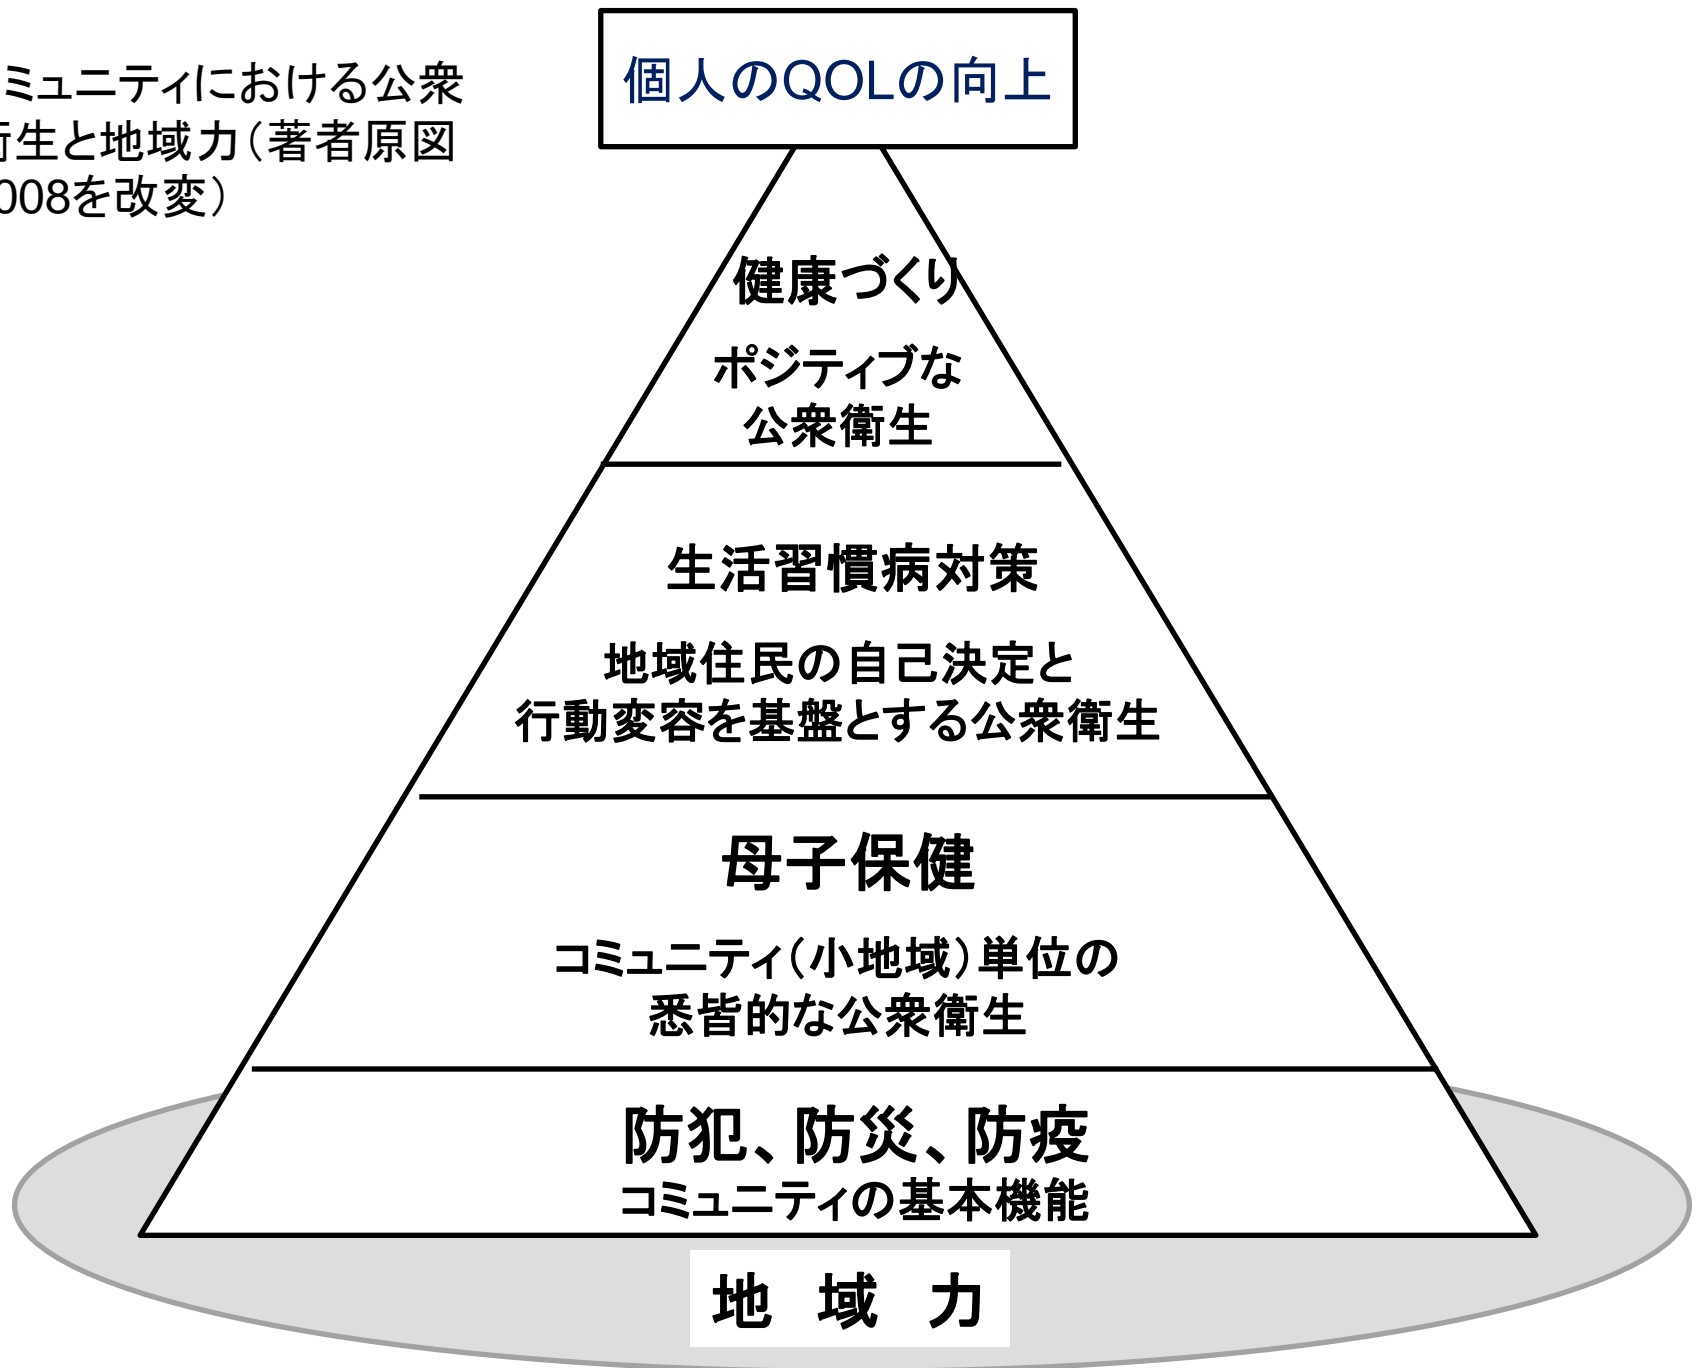 ミュニティにおける公衆
生と地域力（著者原図
008を改変）
個人のQOLの向上
健康づくり
ポジティブな
公衆衛生
生活習慣病対策
地域住民の自己決定と
行動変容を基盤とする公衆衛生
母子保健
コミュニティ（小地域）単位の
悉皆的な公衆衛生
防犯、防災、防疫
コミュニティの基本機能
地 域 力